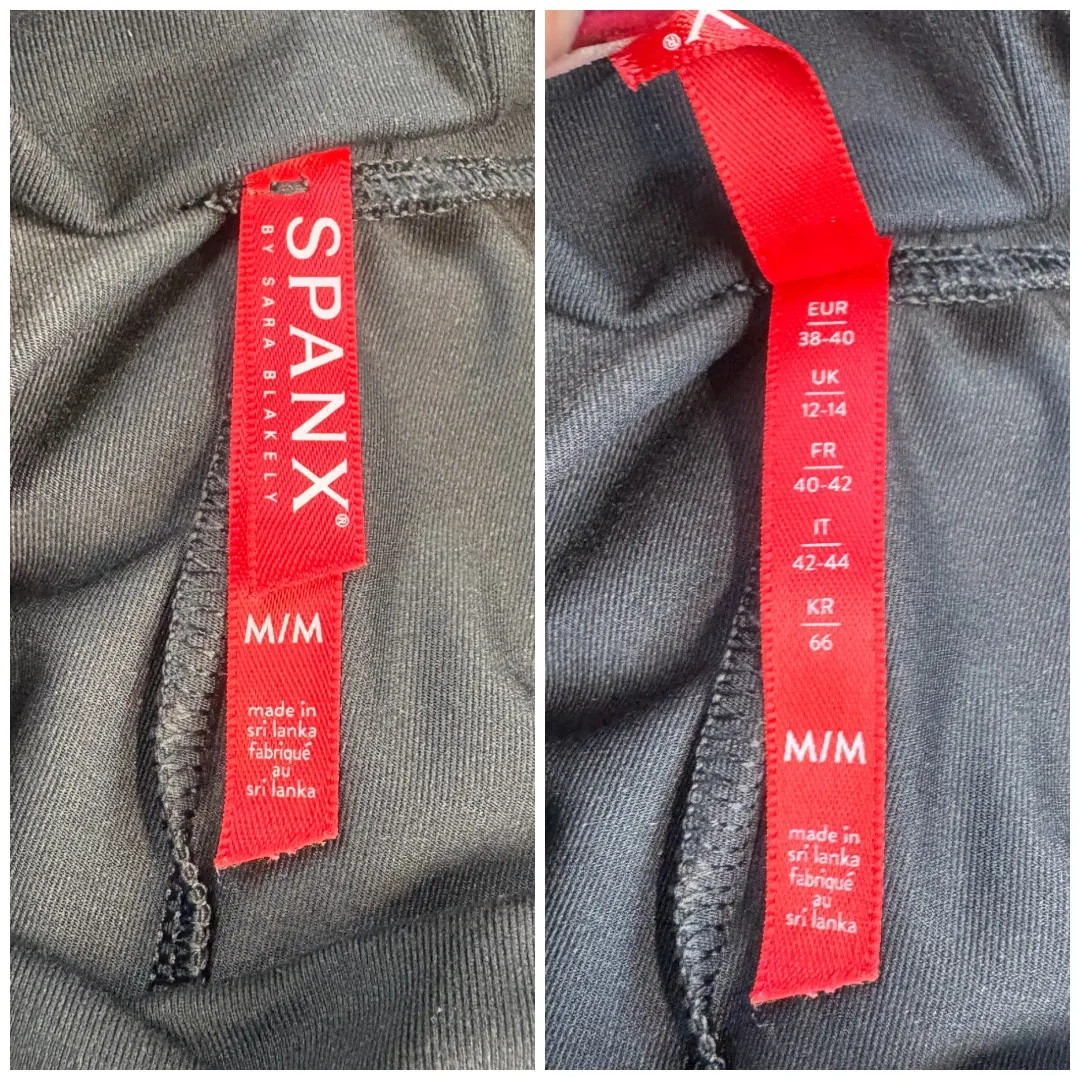 SPANX®
BY SARA BLAKELY
M/M
made in
sri lanka
fabriqué
au
sri lanka
X®
EUR
38-40
UK
12-14
FR
40-42
IT
42-44
KR
66
M/M
made in
sri lanka
fabriqué
au
sri lanka